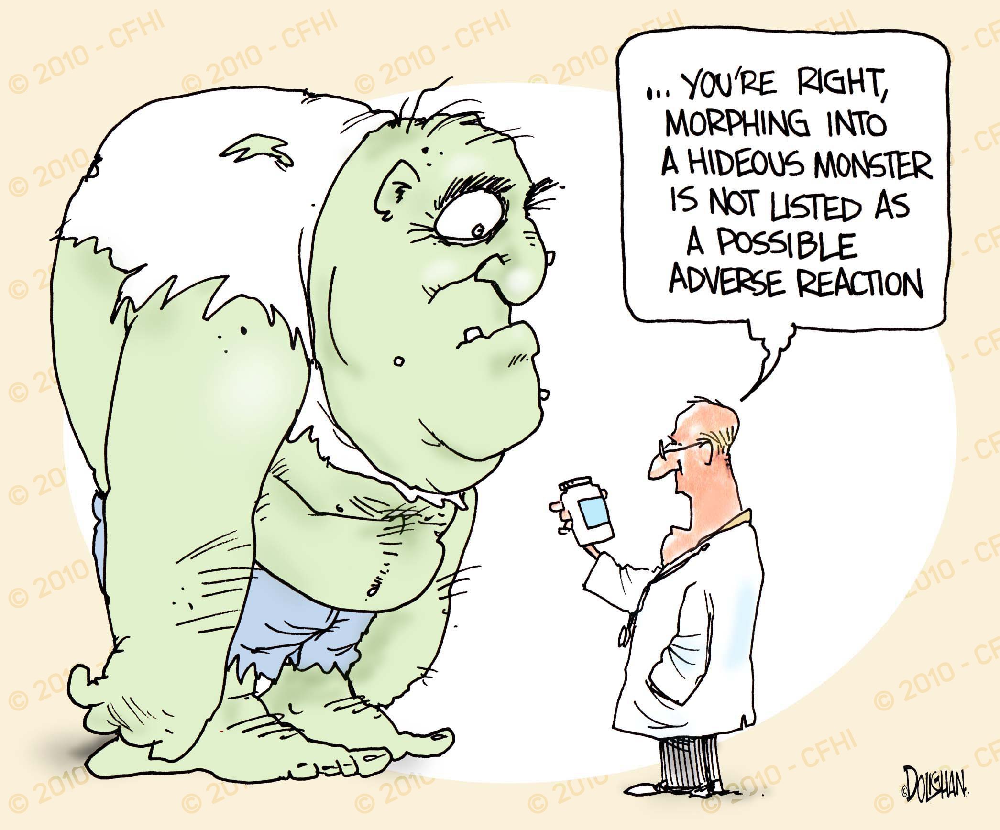 ... YOU'RE RIGHT,
MORPHING INTO
A HIDEOUS MONSTER
IS NOT LISTED AS
A POSSIBLE
ADVERSE REACTION
© 2010 - CFHI
© DOLIGHAN.